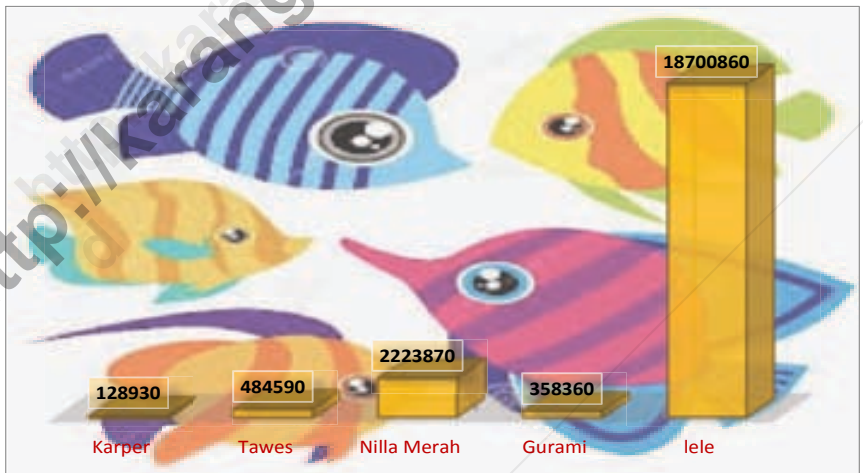 18700860
2223870
128930
484590
358360
Karper
Tawes
Nilla Merah
Gurami
lele